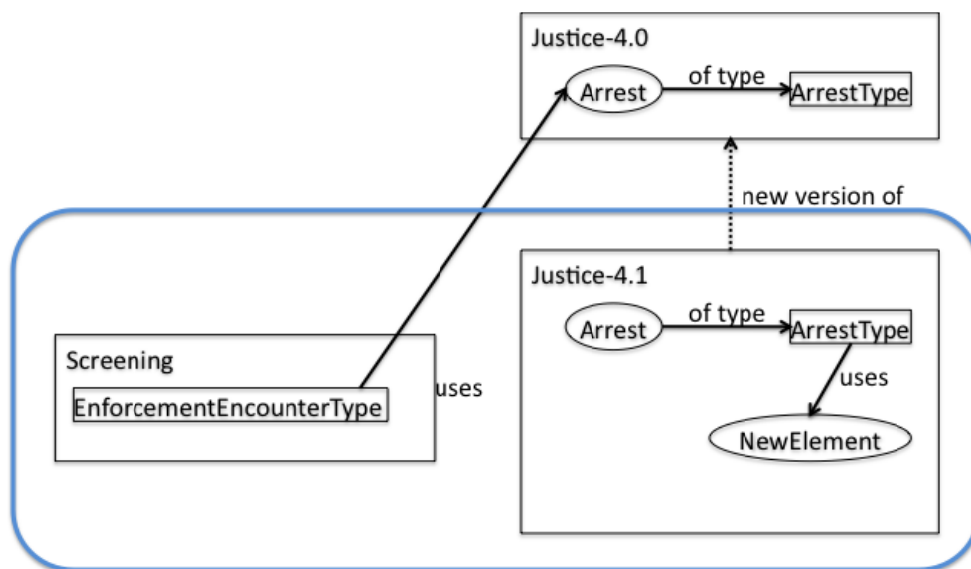 Justice-4.0
Arrest
of type
ArrestType
new version of
Justice-4.1
Arrest
of type
ArrestType
uses
NewElement
Screening
EnforcementEncounterType
uses